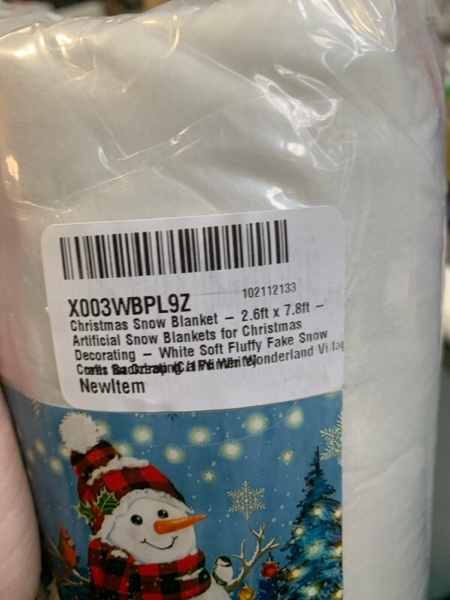 X003WBPL9Z
102112133
Christmas Snow Blanket – 2.6ft x 7.8ft –
Artificial Snow Blankets for Christmas
Decorating – White Soft Fluffy Fake Snow
Wonderland
NewItem